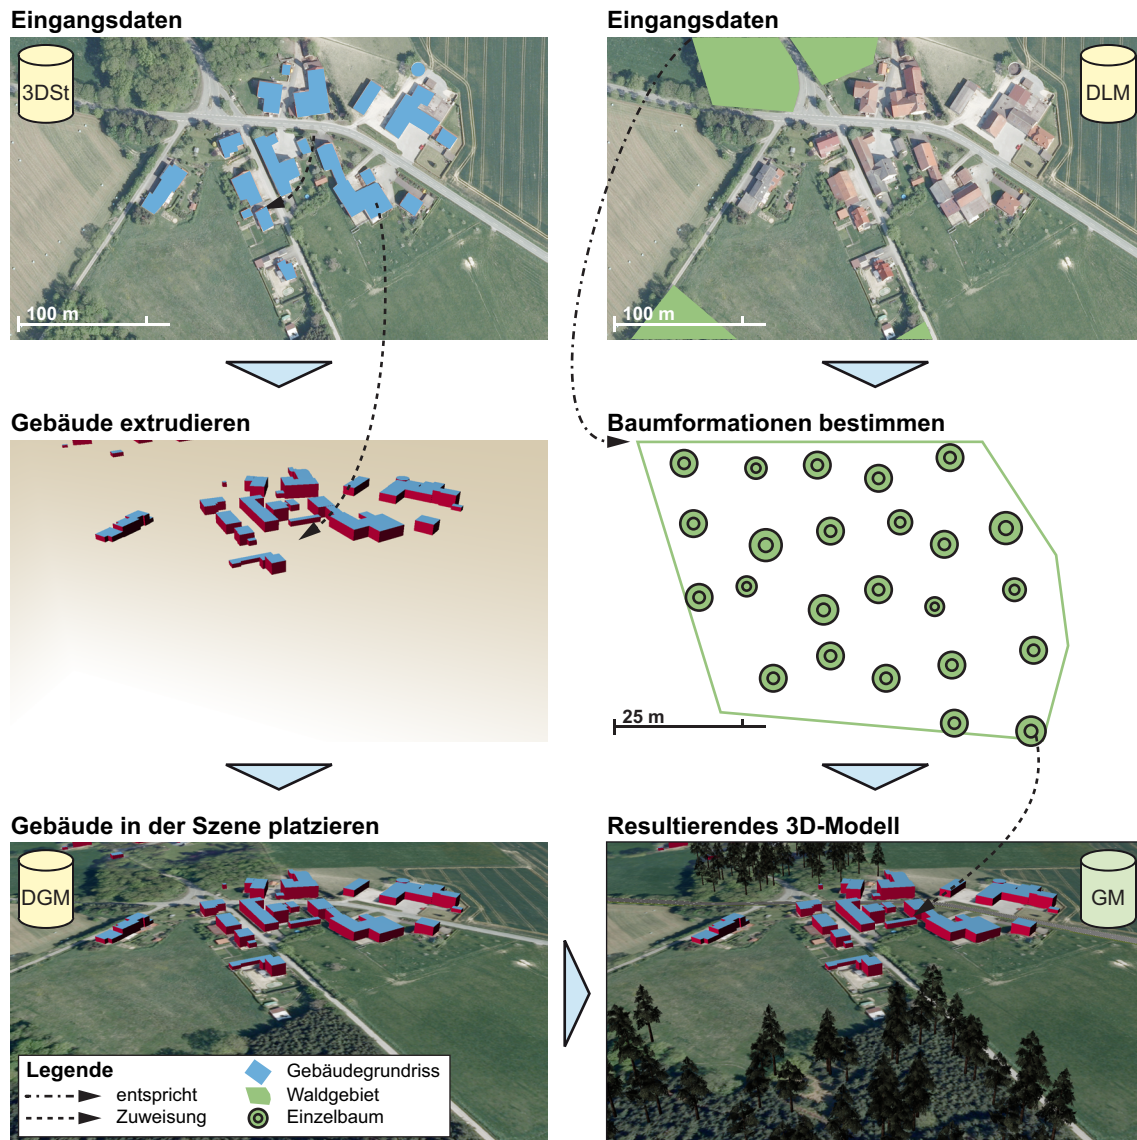 Eingangsdaten
3DSt
100 m
Eingangsdaten
DLM
100 m
Gebäude extrudieren
Baumformationen bestimmen
25 m
Gebäude in der Szene platzieren
DGM
Resultierendes 3D-Modell
GM
Legende
entspricht
Zuweisung
Gebäudegrundriss
Waldgebiet
Einzelbaum